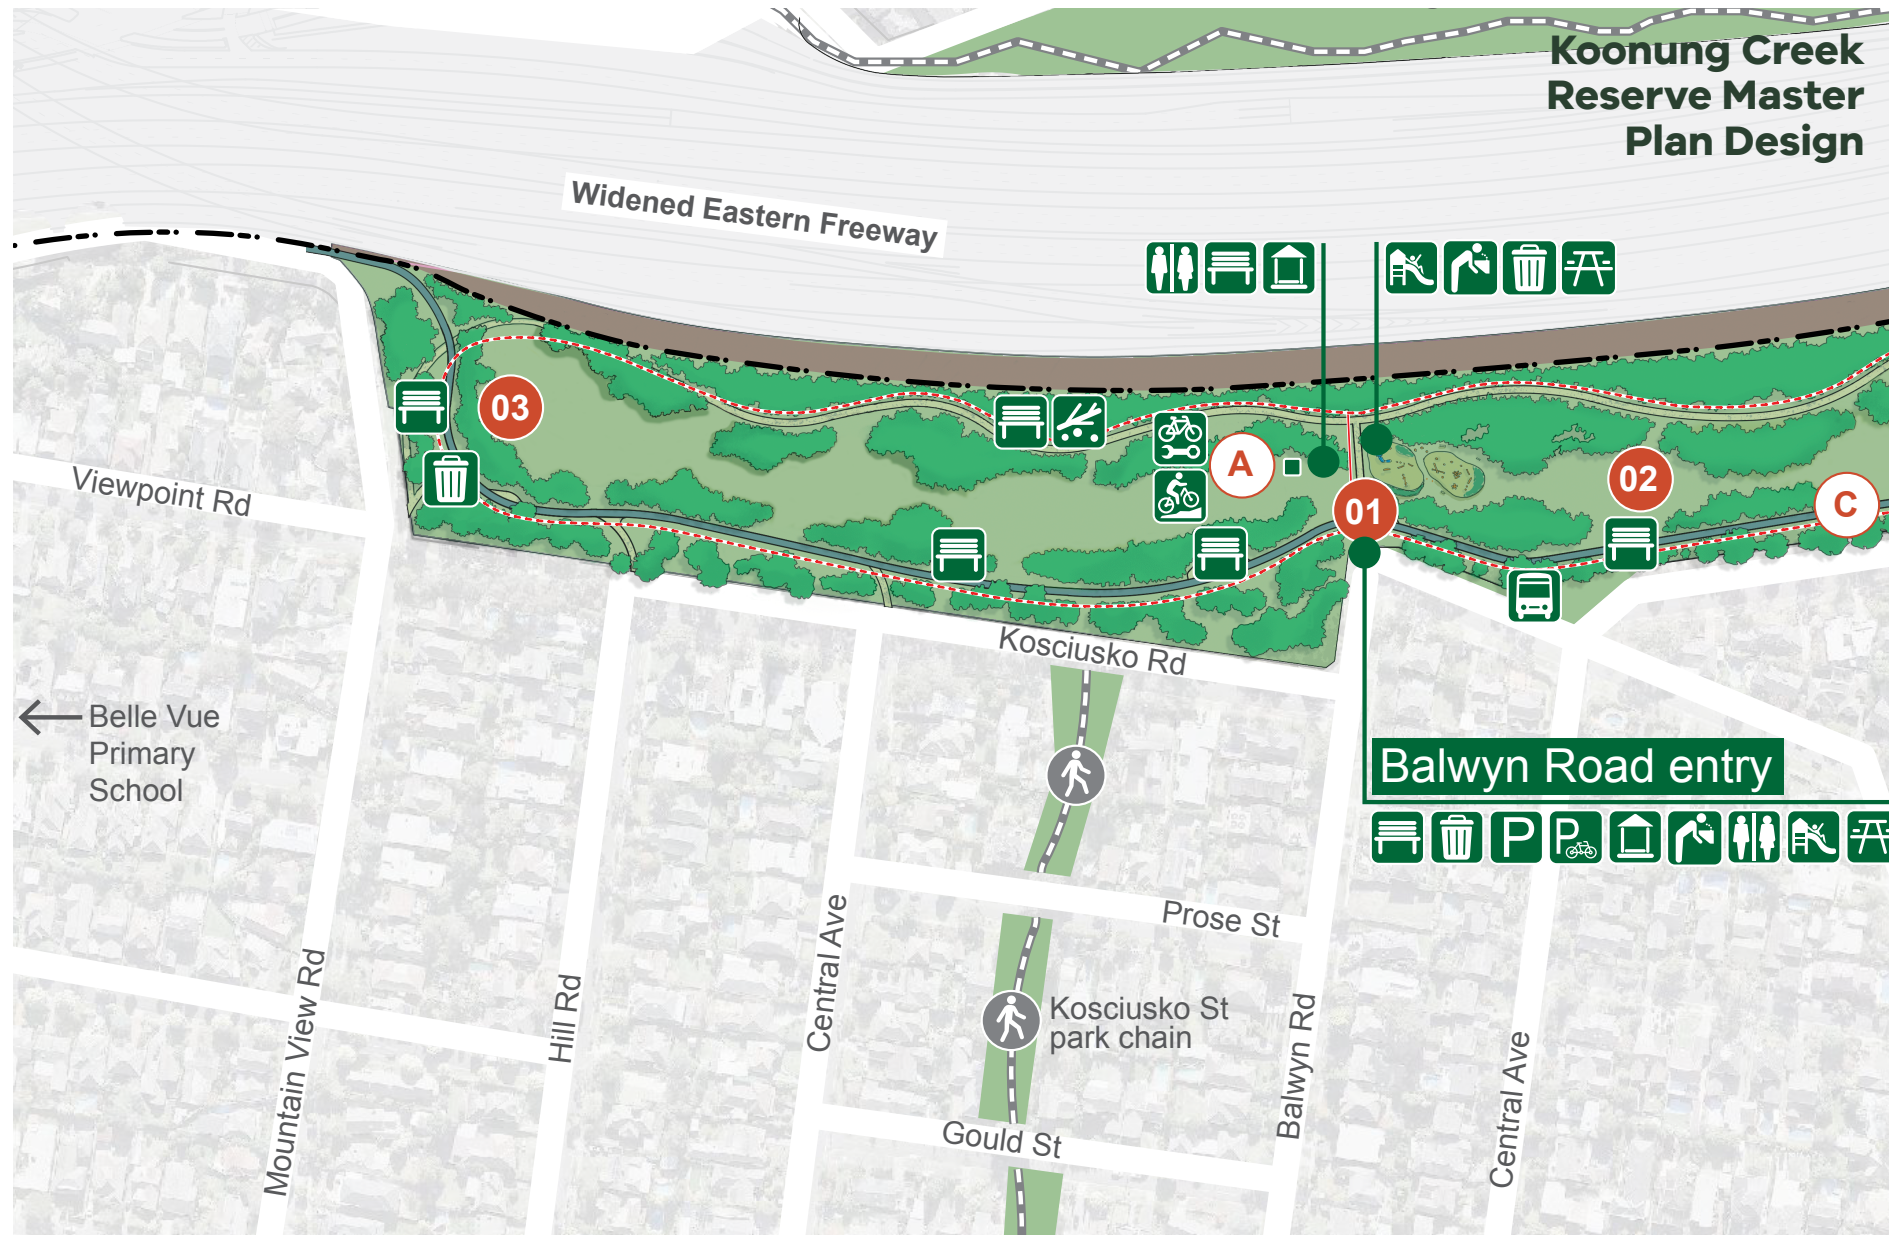 Koonung Creek
Reserve Master
Plan Design
Widened Eastern Freeway
03
A
02
01
C
Viewpoint Rd
Kosciusko Rd
Belle Vue
Primary
School
Balwyn Road entry
P
P
Prose St
Mountain View Rd
Hill Rd
Central Ave
Kosciusko St
park chain
Balwyn Rd
Central Ave
Gould St